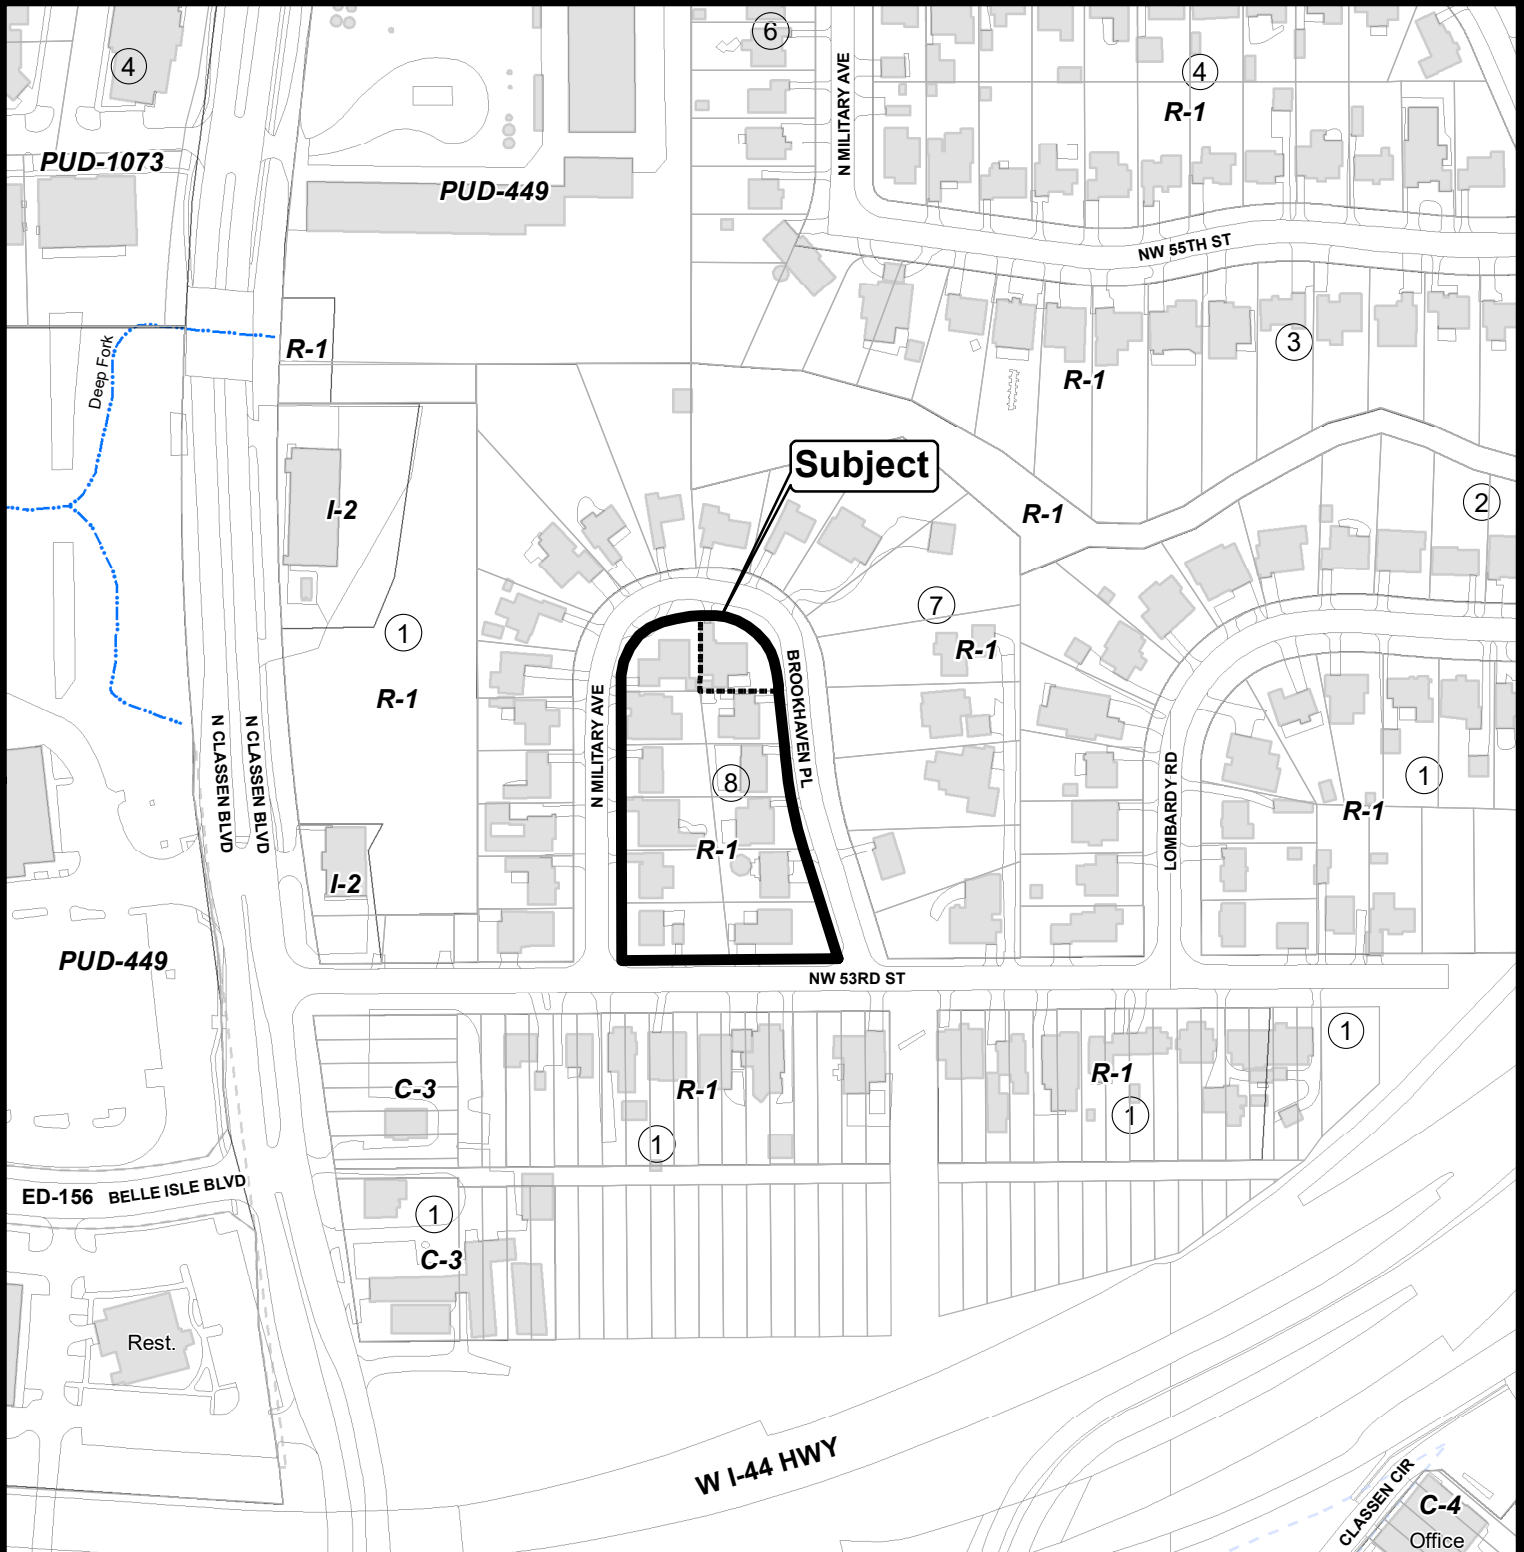 6
4
4
R-1
N MILITARY AVE
PUD-1073
PUD-449
NW 55TH ST
R-1
Deep Fork
3
R-1
Subject
I-2
R-1
2
7
1
R-1
R-1
BROOKHAVEN PL
N MILITARY AVE
N CLASSEN BLVD
N CLASSEN BLVD
8
1
LOMBARDY RD
R-1
R-1
I-2
PUD-449
NW 53RD ST
1
R-1
C-3
R-1
1
1
ED-156
BELLE ISLE BLVD
1
C-3
Rest.
W I-44 HWY
CLASSEN CIR
C-4
Office